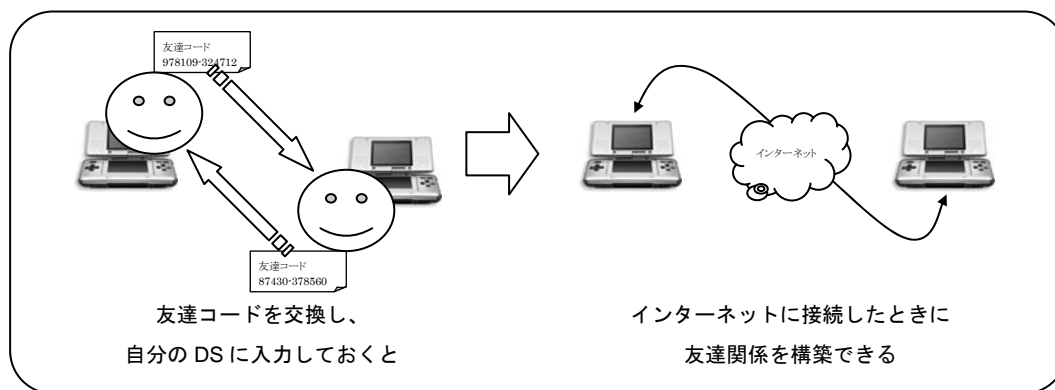 友達コード
978109-324712
インターネット
友達コード
87430-378560
友達コードを交換し、
自分の DS に入力しておくと
インターネットに接続したときに
友達関係を構築できる